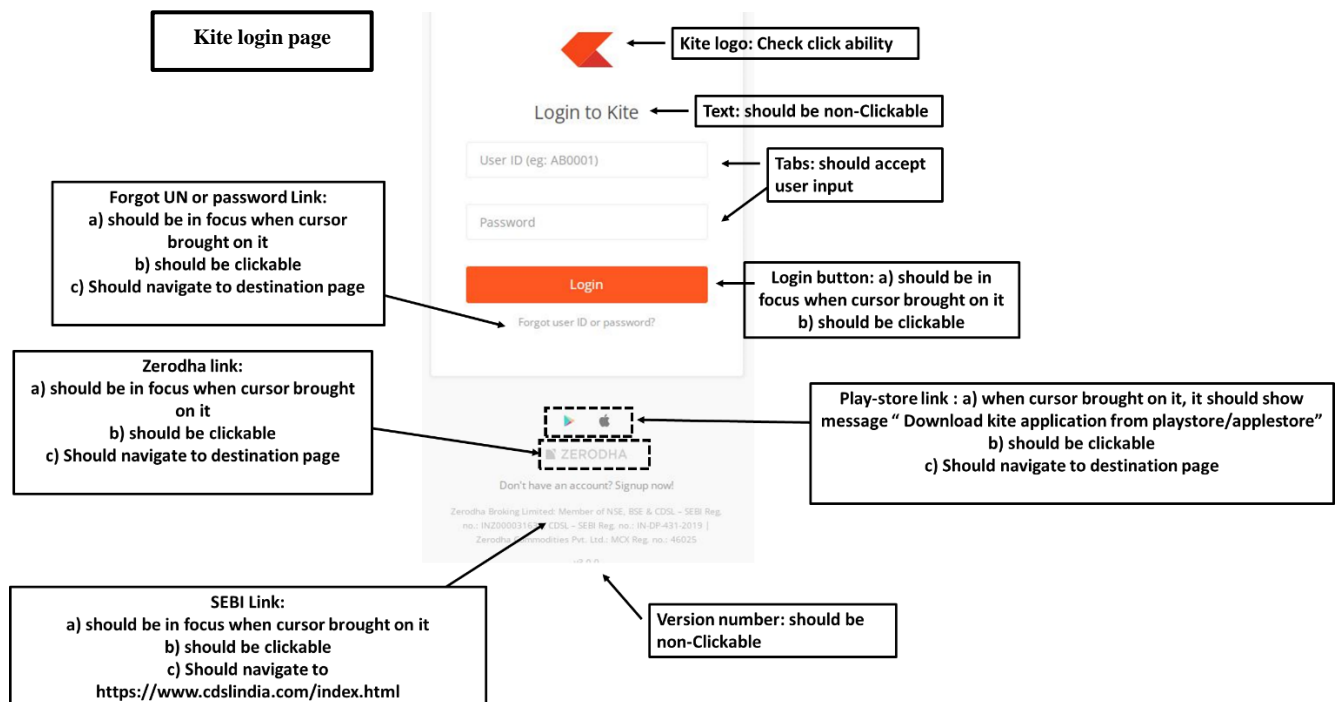 Kite login page
Kite logo: Check click ability
Login to Kite
Text: should be non-Clickable
User ID (eg: AB0001)
Tabs: should accept
user input
Password
Forgot UN or password Link:
a) should be in focus when cursor
brought on it
b) should be clickable
c) Should navigate to destination page
Login
Login button: a) should be in
focus when cursor brought on it
b) should be clickable
Forgot user ID or password?
Zerodha link:
a) should be in focus when cursor brought
on it
b) should be clickable
c) Should navigate to destination page
Play-store link : a) when cursor brought on it, it should show
message “ Download kite application from playstore/applestore”
b) should be clickable
c) Should navigate to destination page
ZERODHA
Don't have an account? Signup now!
Zerodha Broking Limited: Member of NSE, BSE & CDSL – SEBI Reg.
no.: CDSL – SEBI Reg. no.: IN-DP-431-2019 |
Zerodha Commodities Pvt. Ltd.: MCX Reg. no.: 46025
SEBI Link:
a) should be in focus when cursor brought on it
b) should be clickable
c) Should navigate to
https://www.cdslindia.com/index.html
Version number: should be
non-Clickable